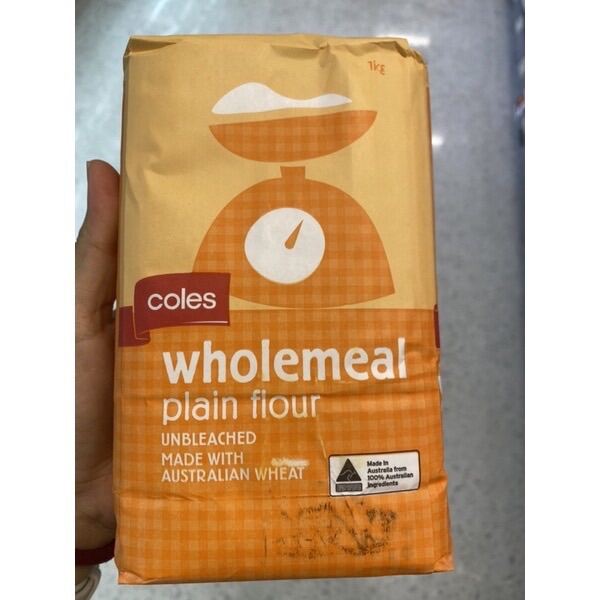 1kg
coles
wholemeal
plain flour
UNBLEACHED
MADE WITH
AUSTRALIAN WHEAT
Made in
Australia from
100% Australian
ingredients